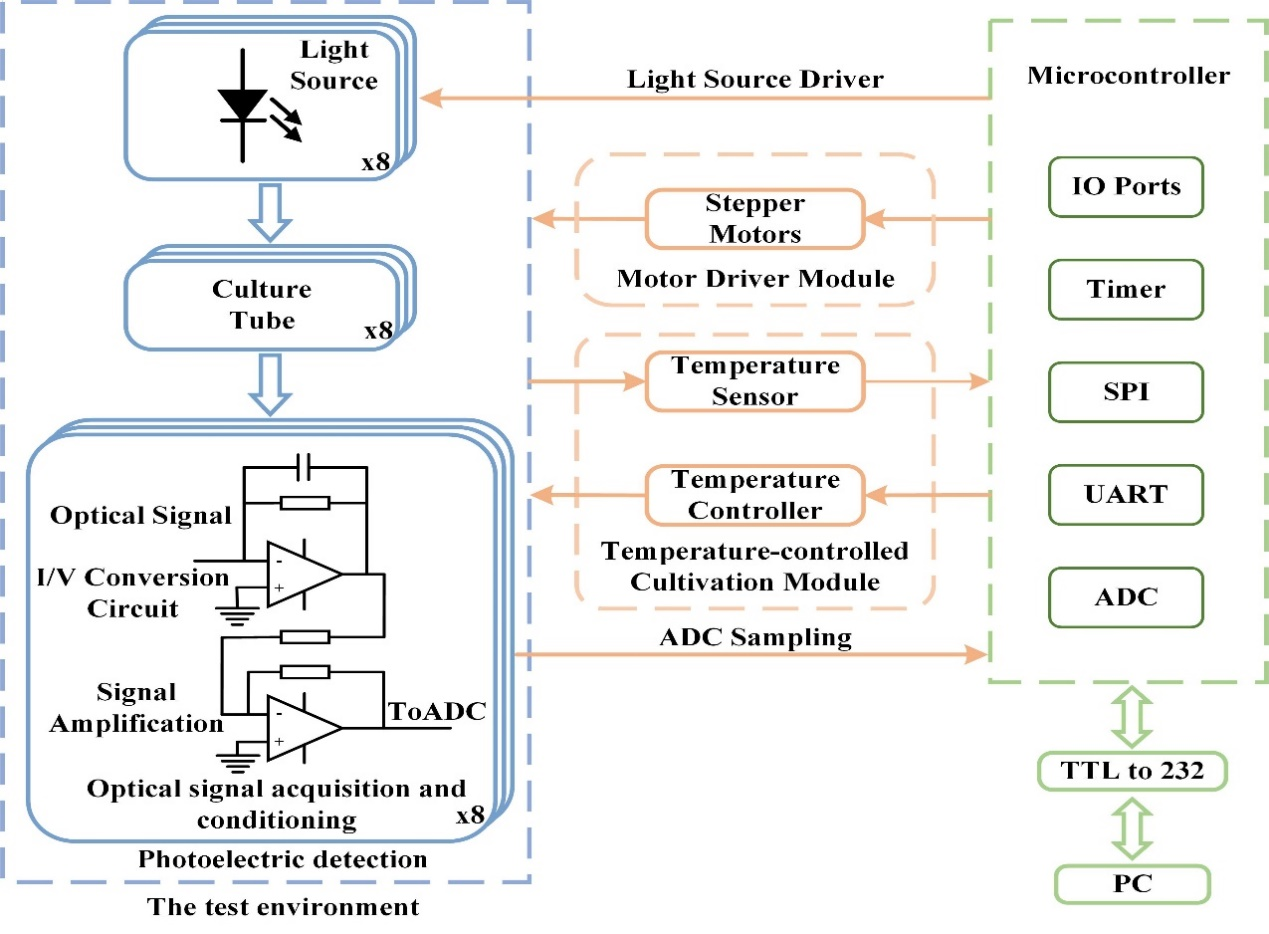 Light
Source
x8
Culture
Tube
x8
Optical Signal
I/V Conversion
Circuit
-
+
Signal
Amplification
-
+
ToADC
Optical signal acquisition and
conditioning
x8
Photoelectric detection
The test environment
Light Source Driver
Stepper
Motors
Motor Driver Module
Temperature
Sensor
Temperature
Controller
Temperature-controlled
Cultivation Module
ADC Sampling
Microcontroller
IO Ports
Timer
SPI
UART
ADC
TTL to 232
PC